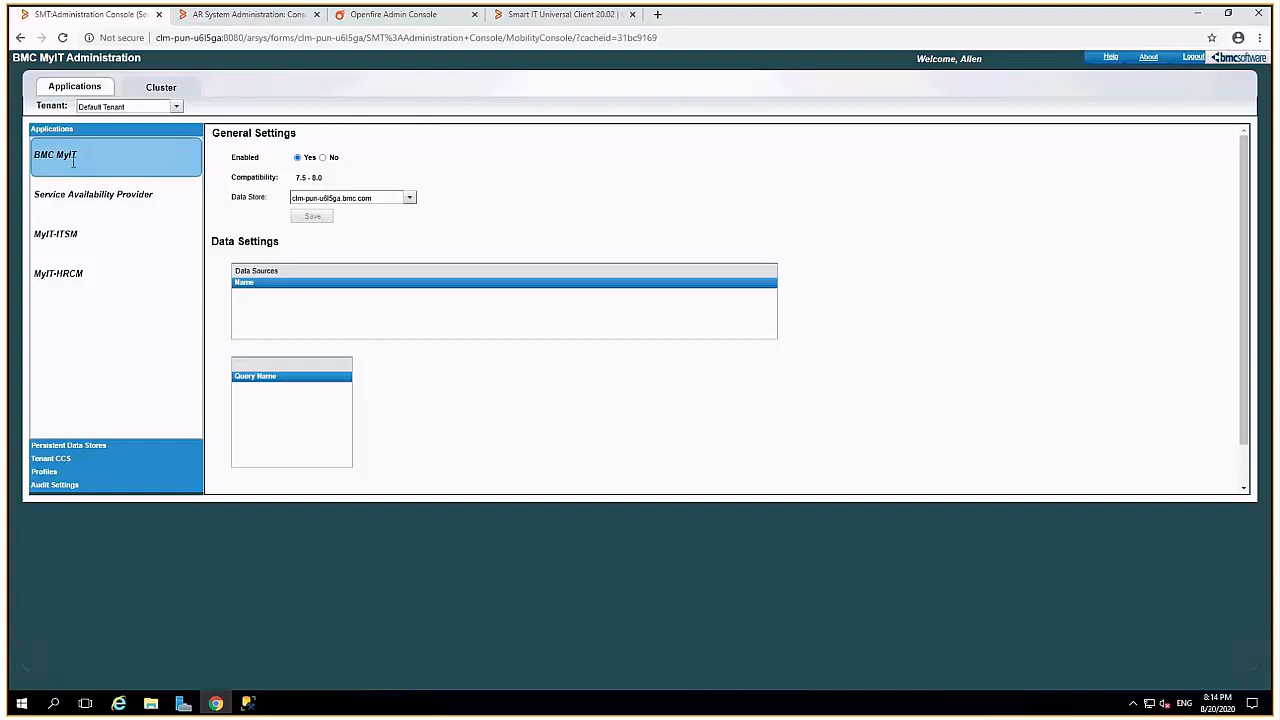 SMT:Administration Console (Se
AR System Administration: Cons
Openfire Admin Console
Smart IT Universal Client 20.02 |
Not secure
clm-pun-u6l5ga:8080/arsys/forms/clm-pun-u6l5ga/SMT%3AAdministration+Console/MobilityConsole/?cacheid=31bc9169
BMC MyIT Administration
Welcome, Allen
Help
About
Logout
bmcsoftware
Applications
Cluster
Tenant:
Default Tenant
Applications
BMC MyIT
Service Availability Provider
MyIT-ITSM
MyIT-HRCM
Persistent Data Stores
Tenant CCS
Profiles
Audit Settings
General Settings
Enabled
Yes
No
Compatibility:
7.5 - 8.0
Data Store:
clm-pun-u6l5ga.bmc.com
Save
Data Settings
Data Sources
Name
Query Name
ENG
8:14 PM
8/20/2020